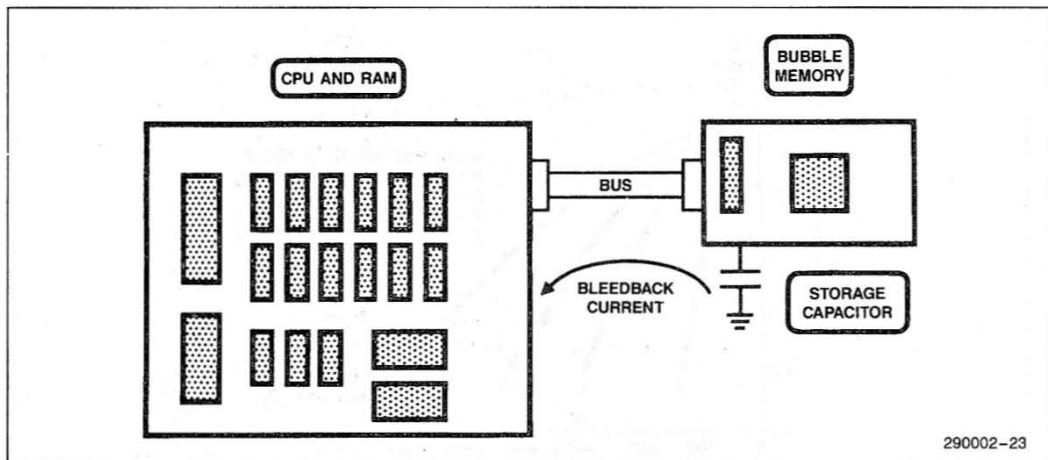 CPU AND RAM
BUBBLE
MEMORY
BUS
BLEEDBACK
CURRENT
STORAGE
CAPACITOR
290002-23